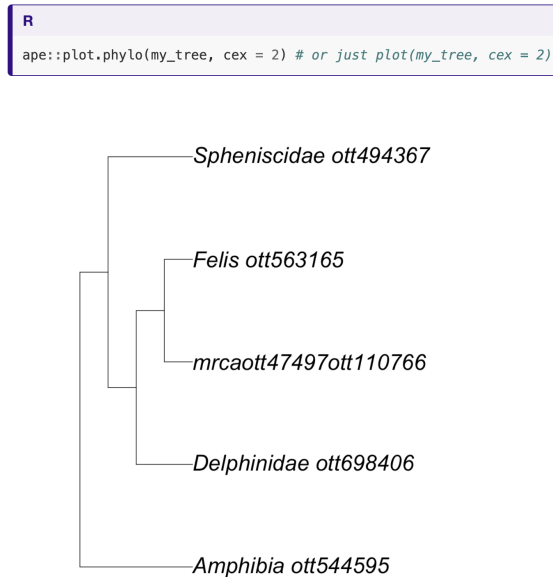 R
ape::plot.phylo(my_tree, cex = 2) # or just plot(my_tree, cex = 2)
Spheniscidae ott494367
Felis ott563165
mrcaott47497ott110766
Delphinidae ott698406
Amphibia ott544595